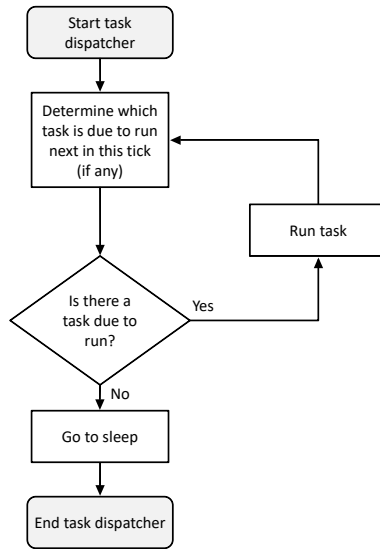 Start task
dispatcher
Determine which
task is due to run
next in this tick
(if any)
Run task
Is there a
task due to
run?
Yes
No
Go to sleep
End task dispatcher